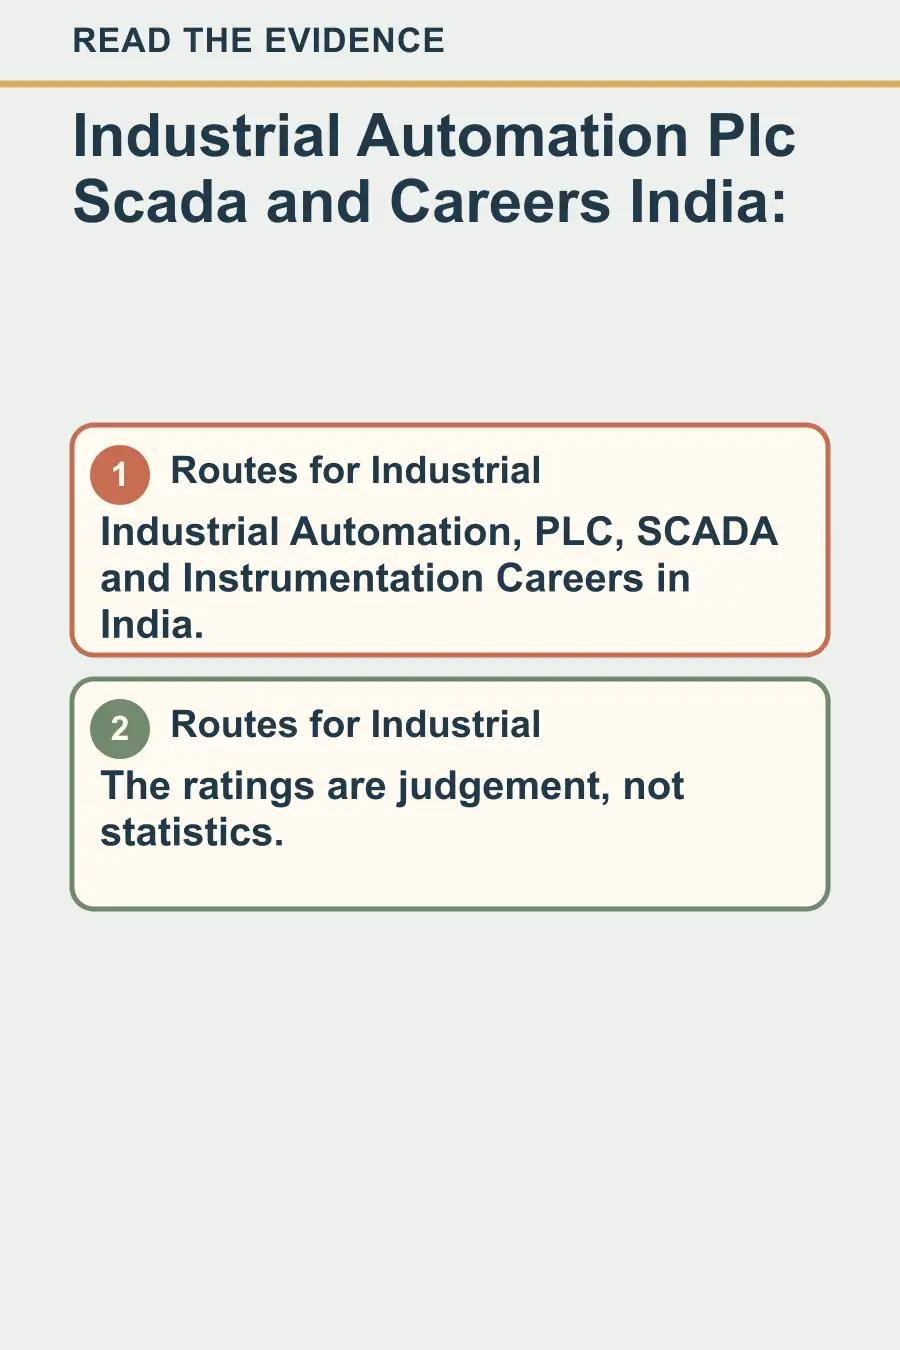 READ THE EVIDENCE
Industrial Automation Plc
Scada and Careers India:
1
Routes for Industrial
Industrial Automation, PLC, SCADA
and Instrumentation Careers in
India.
2
Routes for Industrial
The ratings are judgement, not
statistics.